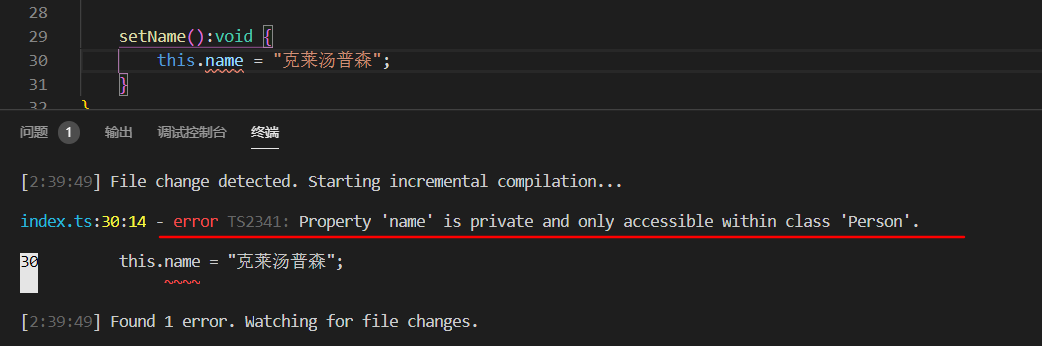 28
29 setName():void {
30 this.name = "克莱汤普森";
31 }
32 }
问题 1 输出 调试控制台 终端
[2:39:49] File change detected. Starting incremental compilation...
index.ts:30:14 - error TS2341: Property 'name' is private and only accessible within class 'Person'.
30 this.name = "克莱汤普森";
[2:39:49] Found 1 error. Watching for file changes.